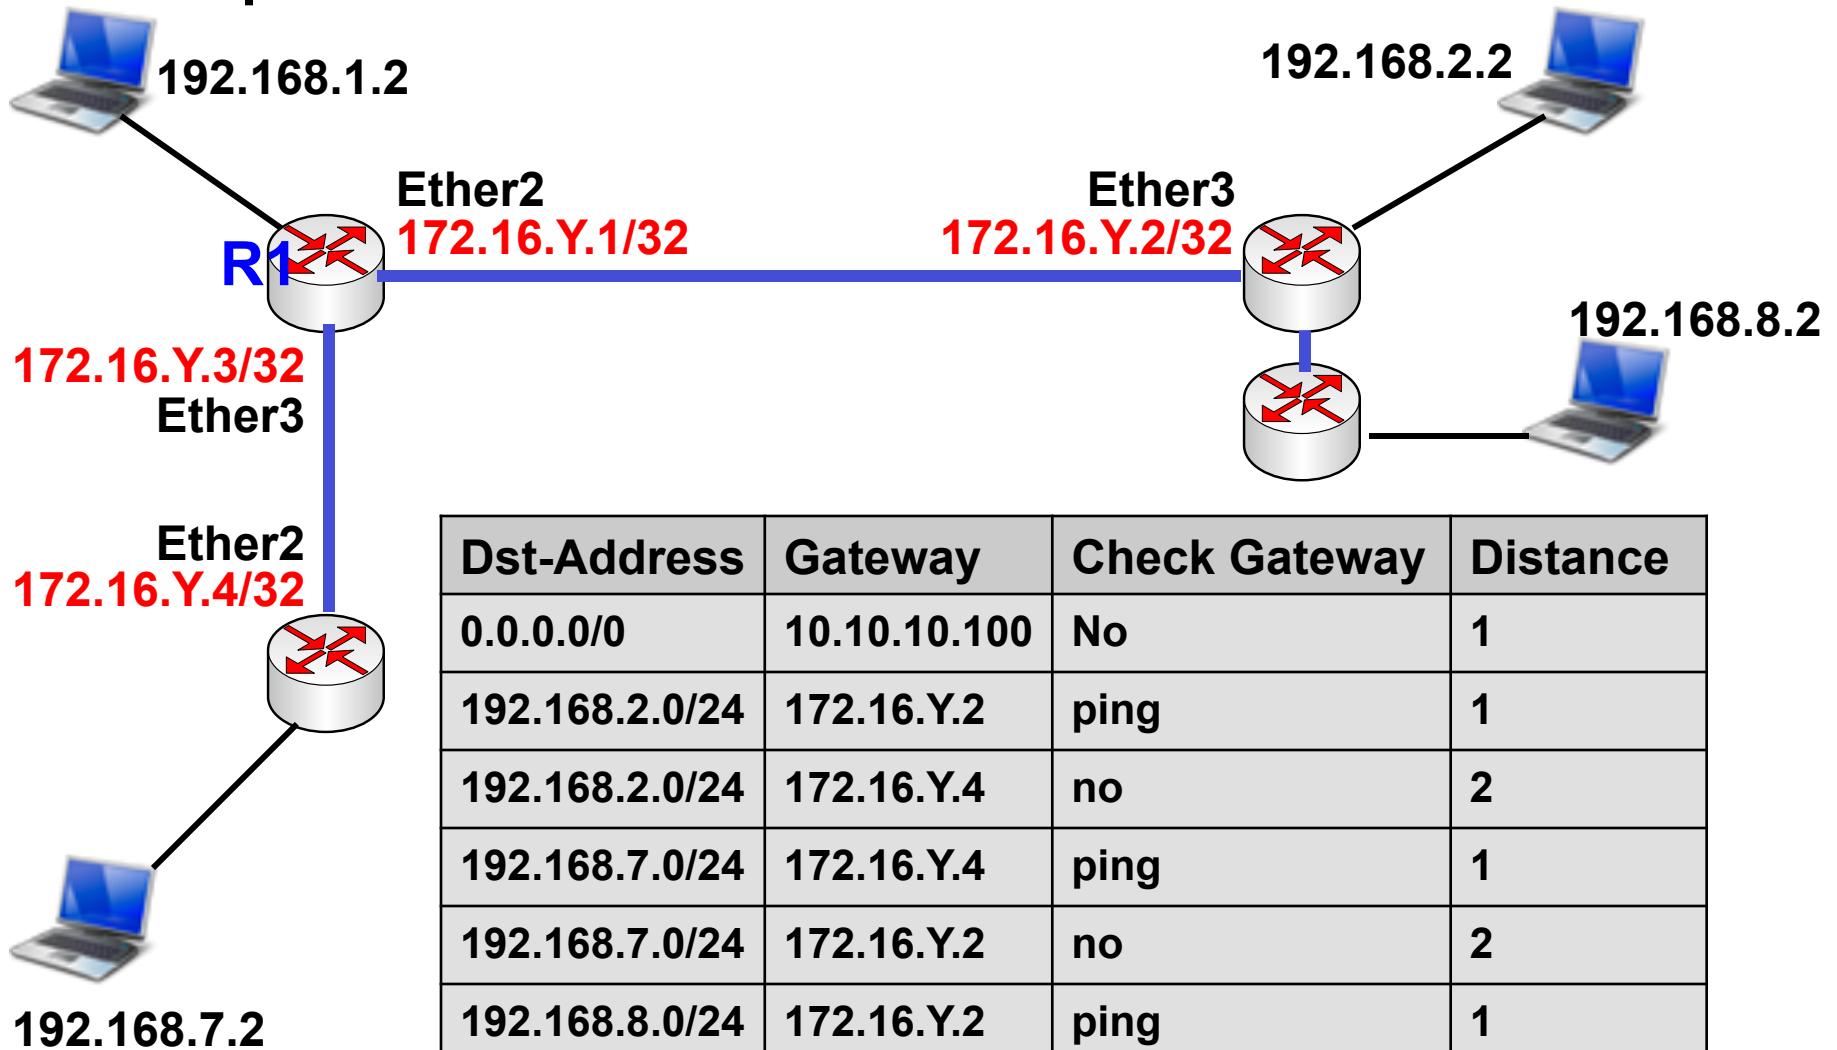 192.168.1.2
192.168.2.2
Ether2
172.16.Y.1/32
Ether3
172.16.Y.2/32
R1
192.168.8.2
172.16.Y.3/32
Ether3
Ether2
172.16.Y.4/32
Dst-Address Gateway Check Gateway Distance
0.0.0.0/0 10.10.10.100 No 1
192.168.2.0/24 172.16.Y.2 ping 1
192.168.2.0/24 172.16.Y.4 no 2
192.168.7.0/24 172.16.Y.4 ping 1
192.168.7.0/24 172.16.Y.2 no 2
192.168.8.0/24 172.16.Y.2 ping 1
192.168.7.2